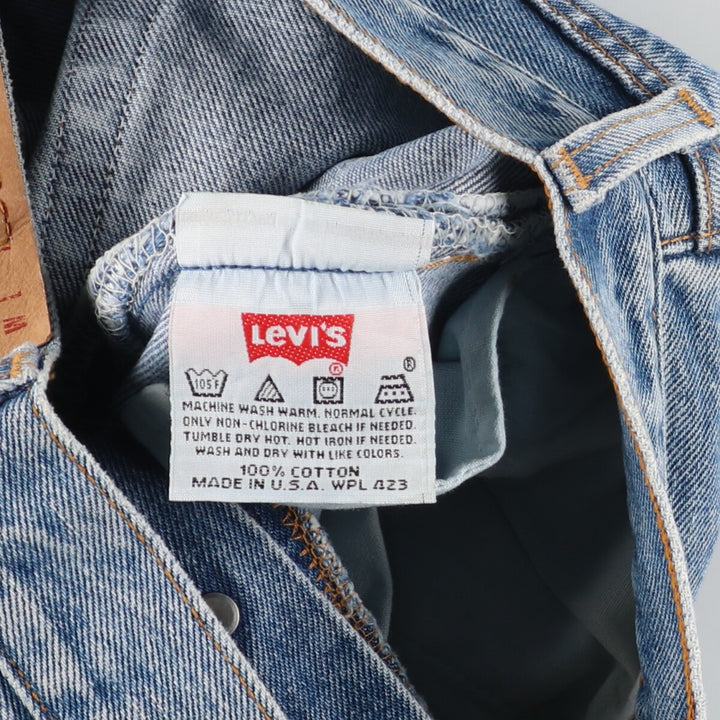 LEVI'S
®
105°F
®
MACHINE WASH WARM. NORMAL CYCLE.
ONLY NON-CHLORINE BLEACH IF NEEDED.
TUMBLE DRY HOT. HOT IRON IF NEEDED.
WASH AND DRY WITH LIKE COLORS.
100% COTTON
MADE IN U.S.A. WPL 423